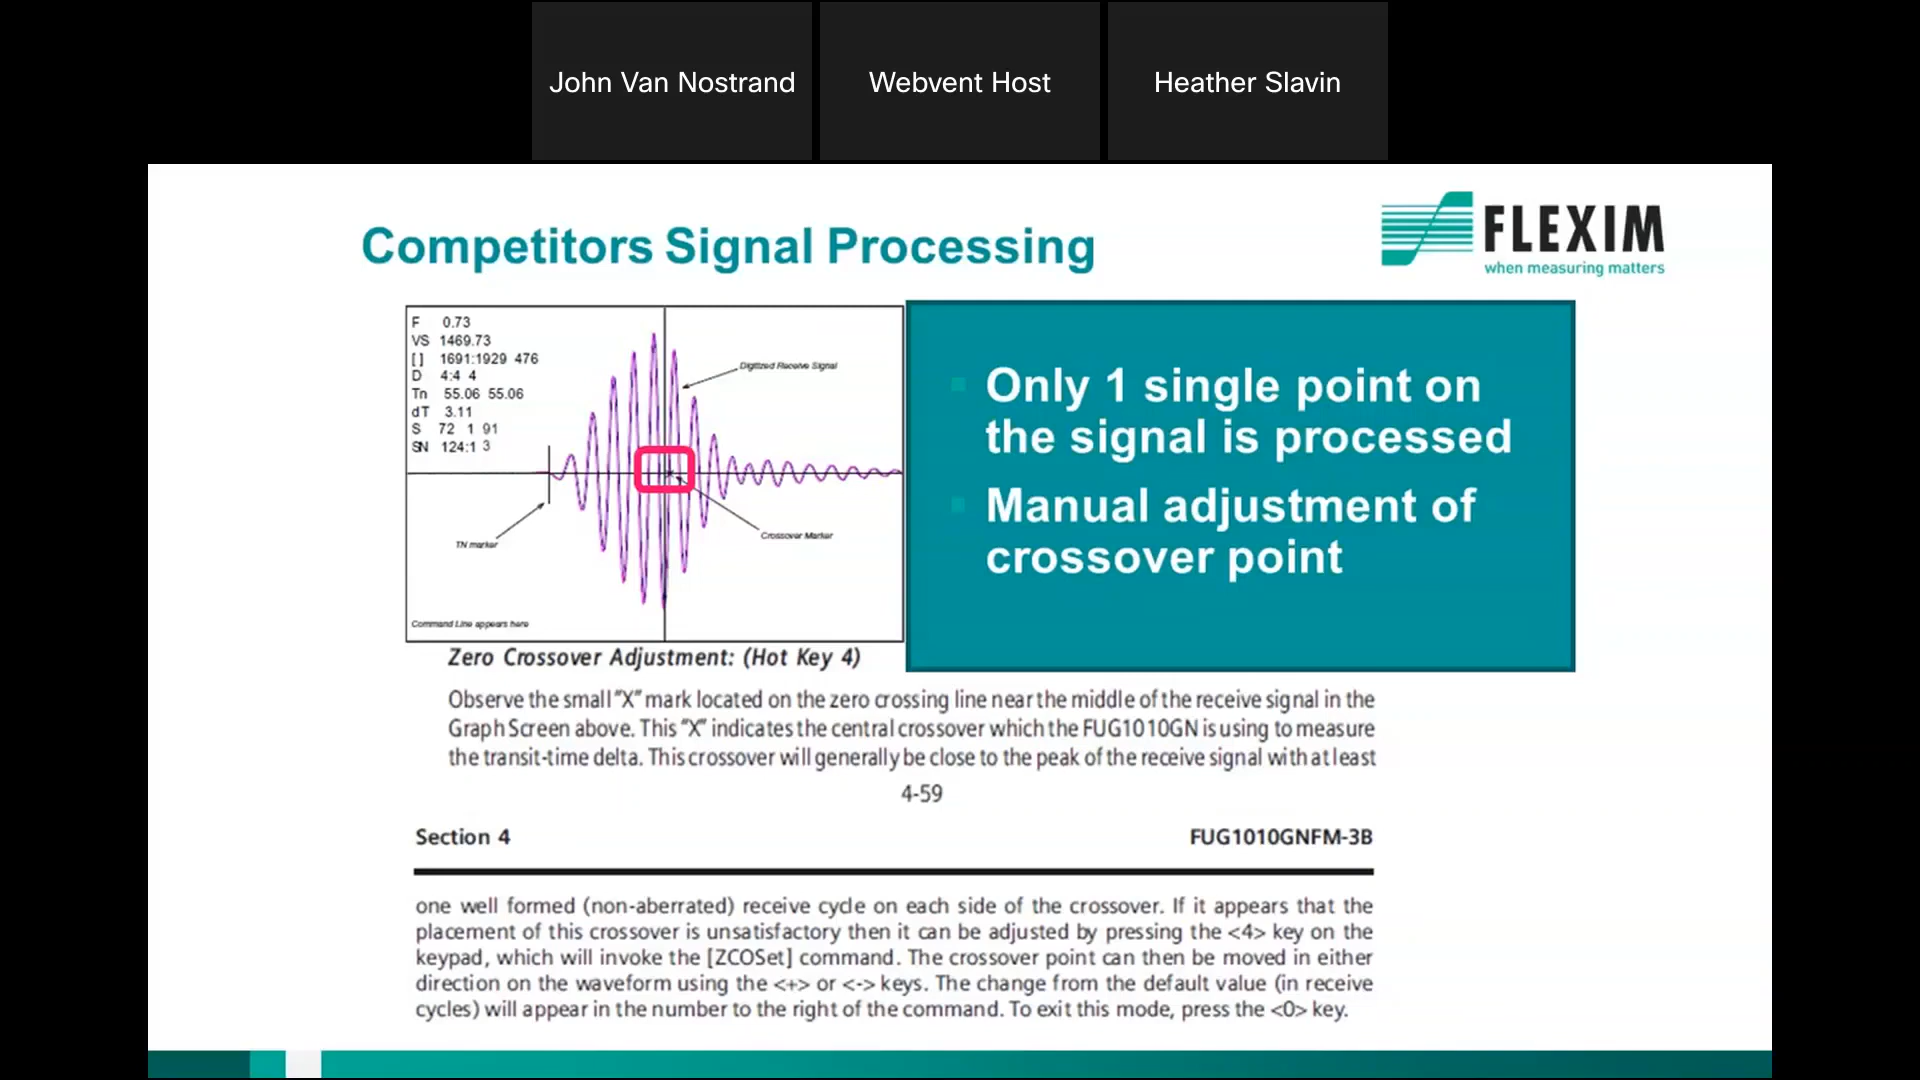 John Van Nostrand
Webvent Host
Heather Slavin
Competitors Signal Processing
FLEXIM
when measuring matters
F 0.73
VS 1469.73
[ ] 1691:1929 476
D 4:4 4
Tn 55.06 55.06
dT 3.11
S 72 1 91
SN 124:1 3
Digitized Receive Signal
TN marker
Crossover Marker
Command Line appears here
Only 1 single point on
the signal is processed
Manual adjustment of
crossover point
Zero Crossover Adjustment: (Hot Key 4)
Observe the small "X" mark located on the zero crossing line near the middle of the receive signal in the
Graph Screen above. This "X" indicates the central crossover which the FUG1010GN is using to measure
the transit-time delta. This crossover will generally be close to the peak of the receive signal with at least
4-59
Section 4
FUG1010GNFM-3B
one well formed (non-aberrated) receive cycle on each side of the crossover. If it appears that the
placement of this crossover is unsatisfactory then it can be adjusted by pressing the <4> key on the
keypad, which will invoke the [ZCOSet] command. The crossover point can then be moved in either
direction on the waveform using the <+> or <-> keys. The change from the default value (in receive
cycles) will appear in the number to the right of the command. To exit this mode, press the <0> key.